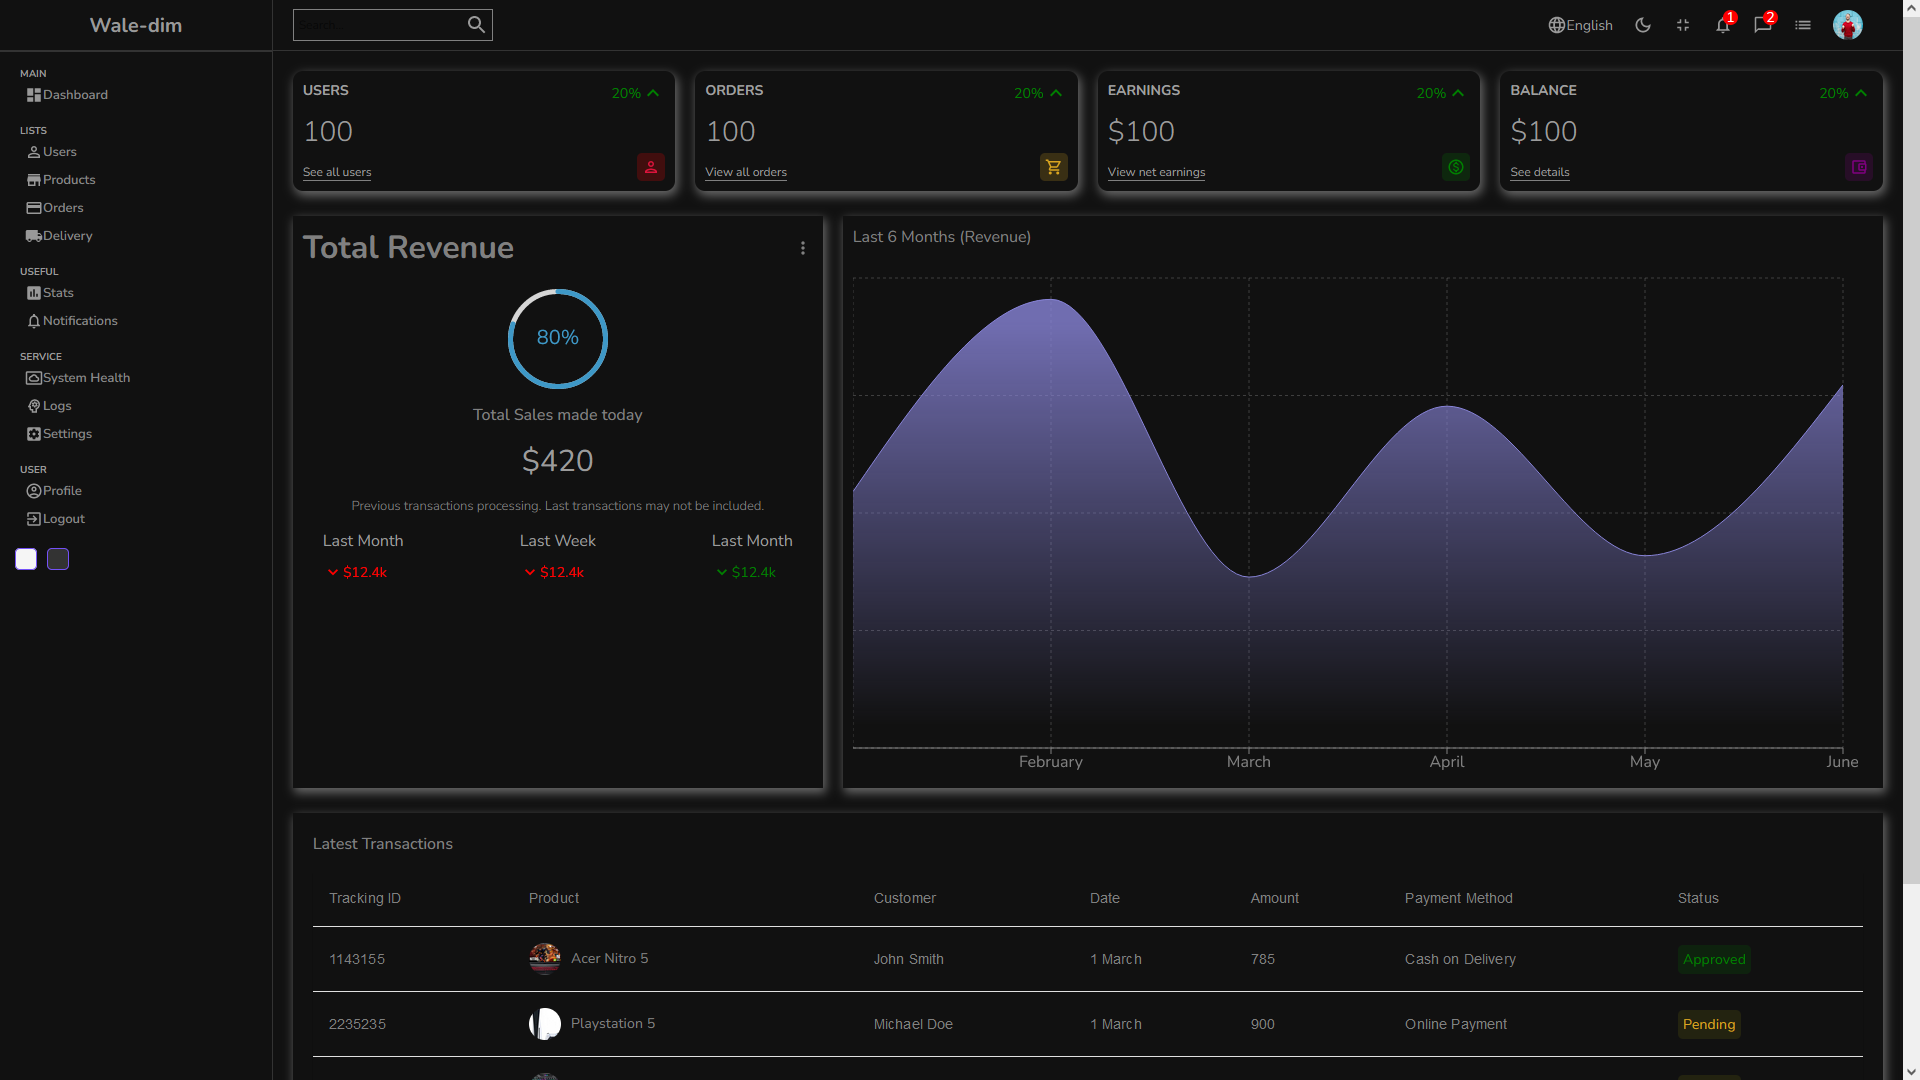 Wale-dim
Search...
English
1
2
MAIN
Dashboard
LISTS
Users
Products
Orders
Delivery
USEFUL
Stats
Notifications
SERVICE
System Health
Logs
Settings
USER
Profile
Logout
USERS
20%
100
See all users
ORDERS
20%
100
View all orders
EARNINGS
20%
$100
View net earnings
BALANCE
20%
$100
See details
Total Revenue
80%
Total Sales made today
$420
Previous transactions processing. Last transactions may not be included.
Last Month Last Week Last Month
$12.4k $12.4k $12.4k
Last 6 Months (Revenue)
February March April May June
Latest Transactions
Tracking ID Product Customer Date Amount Payment Method Status
1143155 Acer Nitro 5 John Smith 1 March 785 Cash on Delivery Approved
2235235 Playstation 5 Michael Doe 1 March 900 Online Payment Pending